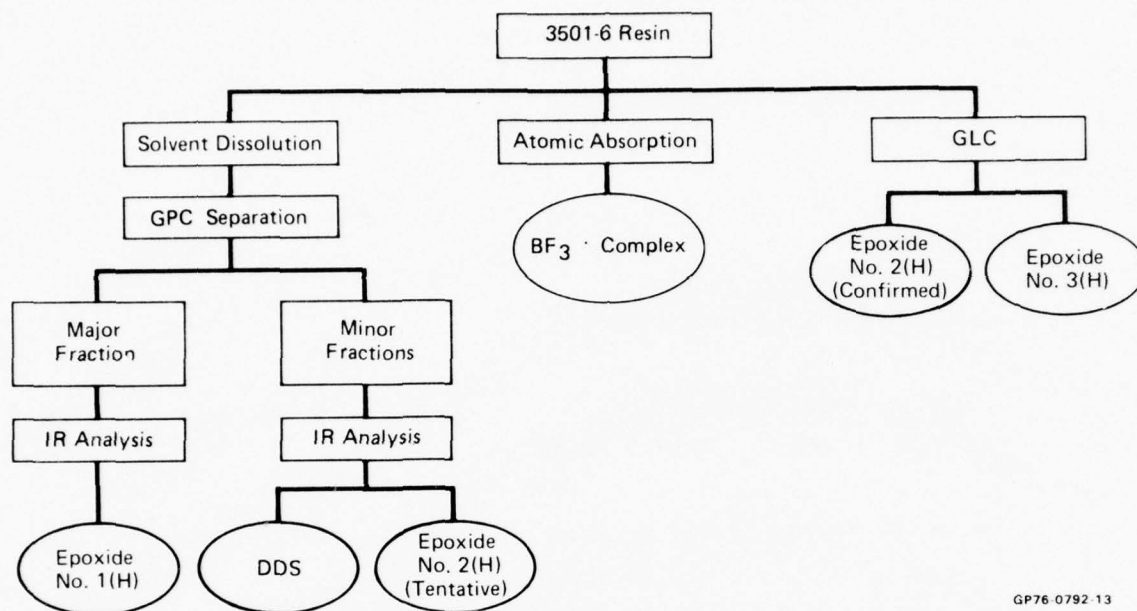 3501-6 Resin
Solvent Dissolution
Atomic Absorption
GLC
GPC Separation
BF3 · Complex
Epoxide
No. 2(H)
(Confirmed)
Epoxide
No. 3(H)
Major
Fraction
Minor
Fractions
IR Analysis
IR Analysis
Epoxide
No. 1(H)
DDS
Epoxide
No. 2(H)
(Tentative)
GP76-0792-13